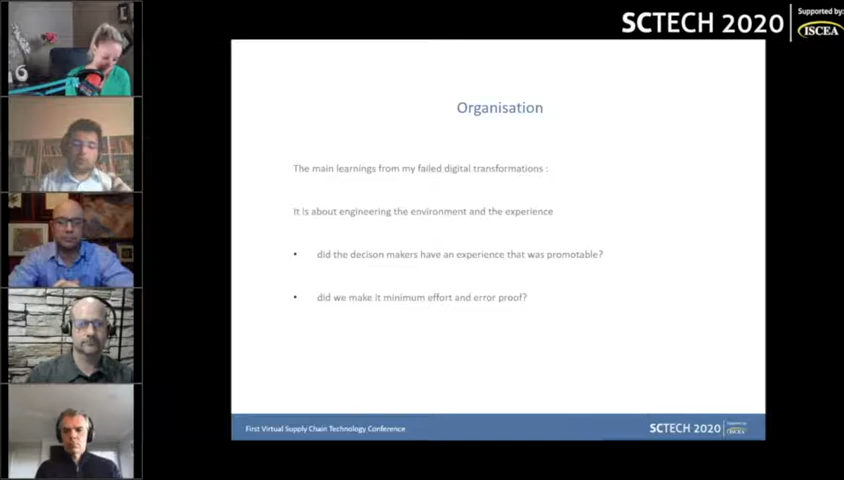 Supported by:
SCTECH 2020
ISCEA
Organisation
The main learnings from my failed digital transformations :
It is about engineering the environment and the experience
• did the decison makers have an experience that was promotable?
• did we make it minimum effort and error proof?
First Virtual Supply Chain Technology Conference
SCTECH 2020
ISCEA